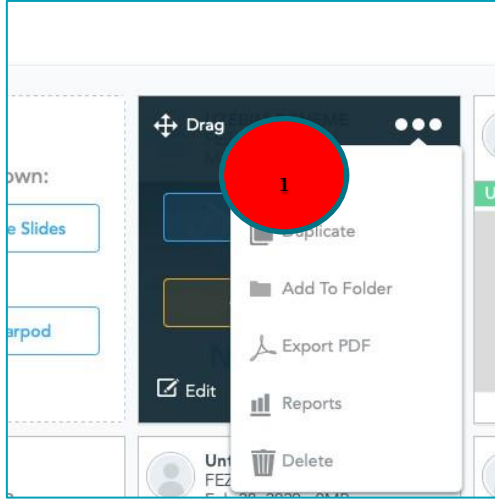 Drag
own:
1
e Slides
Duplicate
Add To Folder
arpod
Export PDF
Edit
Reports
Delete
Unt
FEZ